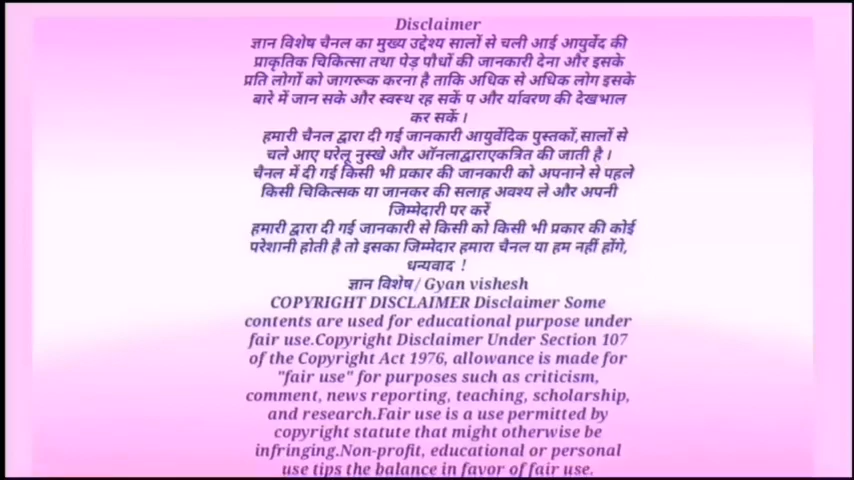 Disclaimer
ज्ञान विशेष चैनल का मुख्य उद्देश्य सालों से चली आई आयुर्वेद की
प्राकृतिक चिकित्सा तथा पेड़ पौधों की जानकारी देना और इसके
प्रति लोगों को जागरूक करना है ताकि अधिक से अधिक लोग इसके
बारे में जान सके और स्वस्थ रह सकें प और र्यावरण की देखभाल
कर सकें ।
हमारी चैनल द्वारा दी गई जानकारी आयुर्वेदिक पुस्तकों,सालों से
चले आए घरेलू नुस्खे और ऑनलाद्वाराएकत्रित की जाती है ।
चैनल में दी गई किसी भी प्रकार की जानकारी को अपनाने से पहले
किसी चिकित्सक या जानकर की सलाह अवश्य ले और अपनी
जिम्मेदारी पर करें
हमारी द्वारा दी गई जानकारी से किसी को किसी भी प्रकार की कोई
परेशानी होती है तो इसका जिम्मेदार हमारा चैनल या हम नहीं होंगे,
धन्यवाद !
ज्ञान विशेष/ Gyan vishesh
COPYRIGHT DISCLAIMER Disclaimer Some
contents are used for educational purpose under
fair use.Copyright Disclaimer Under Section 107
of the Copyright Act 1976, allowance is made for
"fair use" for purposes such as criticism,
comment, news reporting, teaching, scholarship,
and research.Fair use is a use permitted by
copyright statute that might otherwise be
infringing.Non-profit, educational or personal
use tips the balance in favor of fair use.